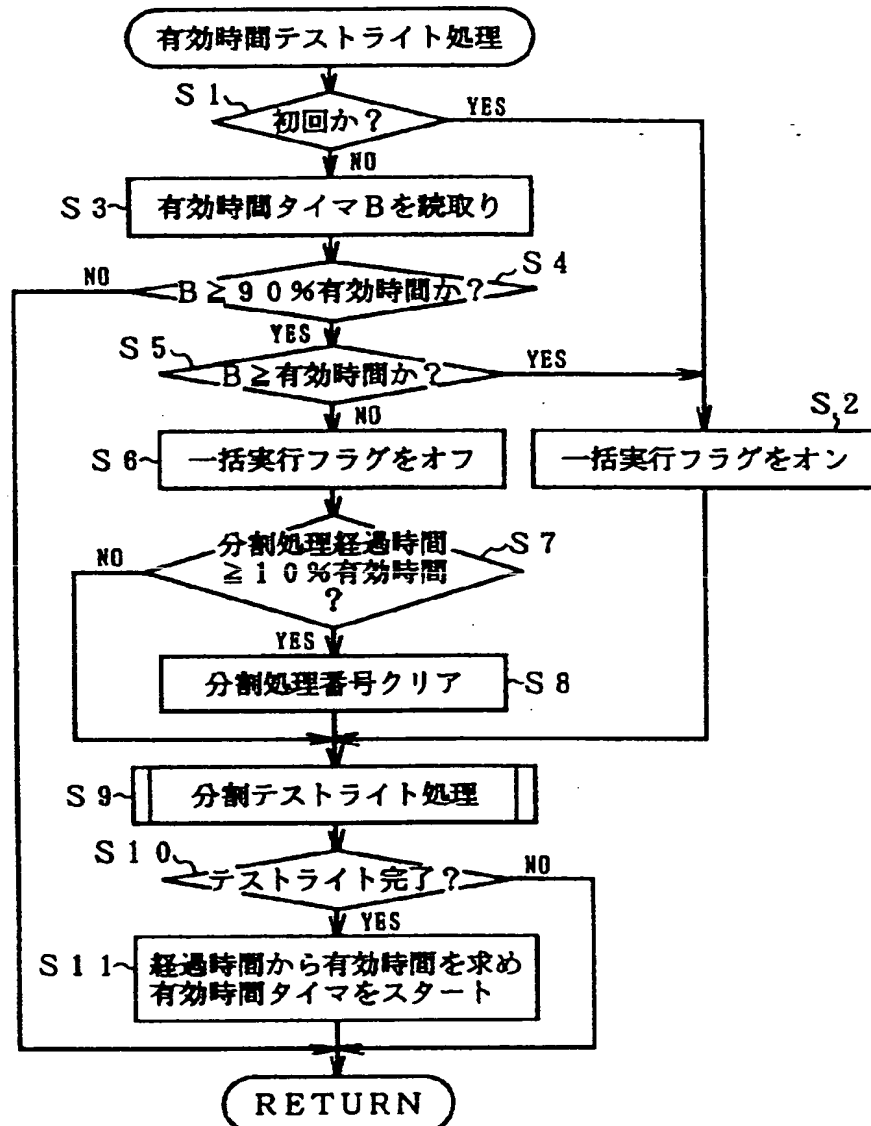 有効時間テストライト処理
S1
初回か?
YES
NO
S3
有効時間タイマBを読取り
S4
NO
B≧90%有効時間か?
YES
S5
B≧有効時間か?
YES
NO
S2
S6
一括実行フラグをオフ
一括実行フラグをオン
分割処理経過時間
S7
NO
≧10%有効時間
?
YES
分割処理番号クリア
S8
S9
分割テストライト処理
S10
テストライト完了?
NO
YES
S11
経過時間から有効時間を求め
有効時間タイマをスタート
RETURN